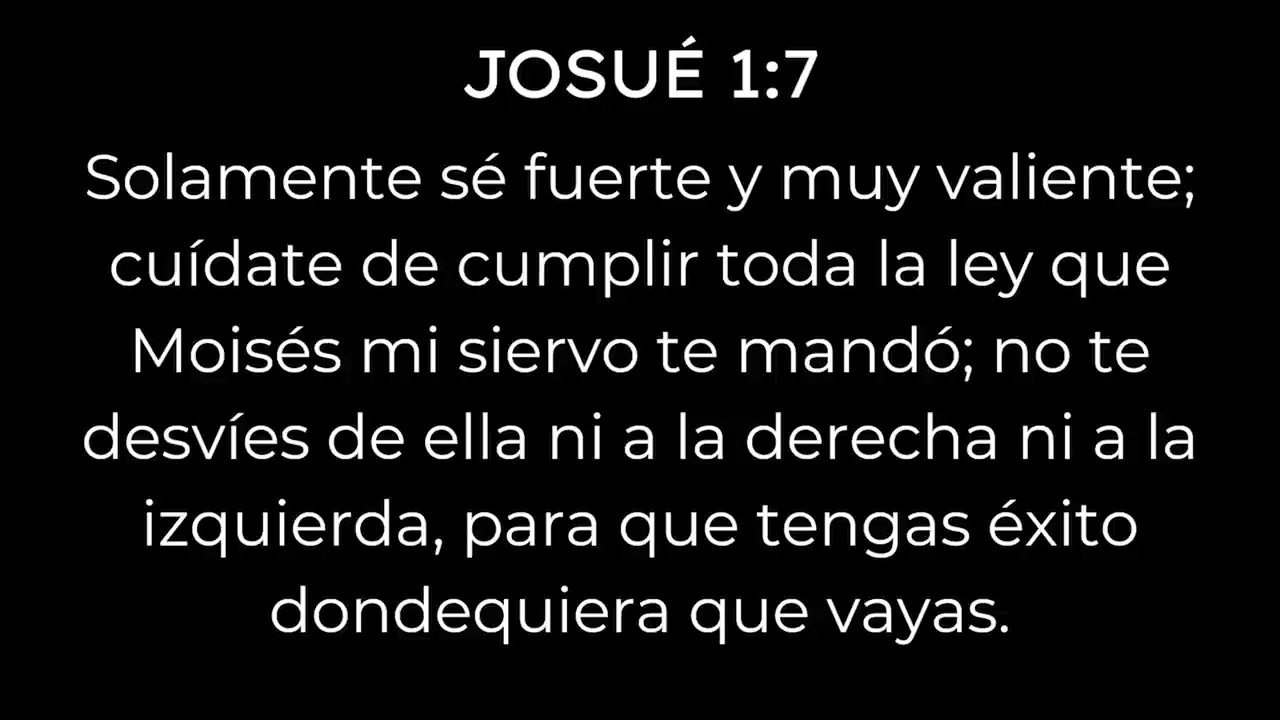 JOSUÉ 1:7
Solamente sé fuerte y muy valiente;
cuídate de cumplir toda la ley que
Moisés mi siervo te mandó; no te
desvíes de ella ni a la derecha ni a la
izquierda, para que tengas éxito
dondequiera que vayas.